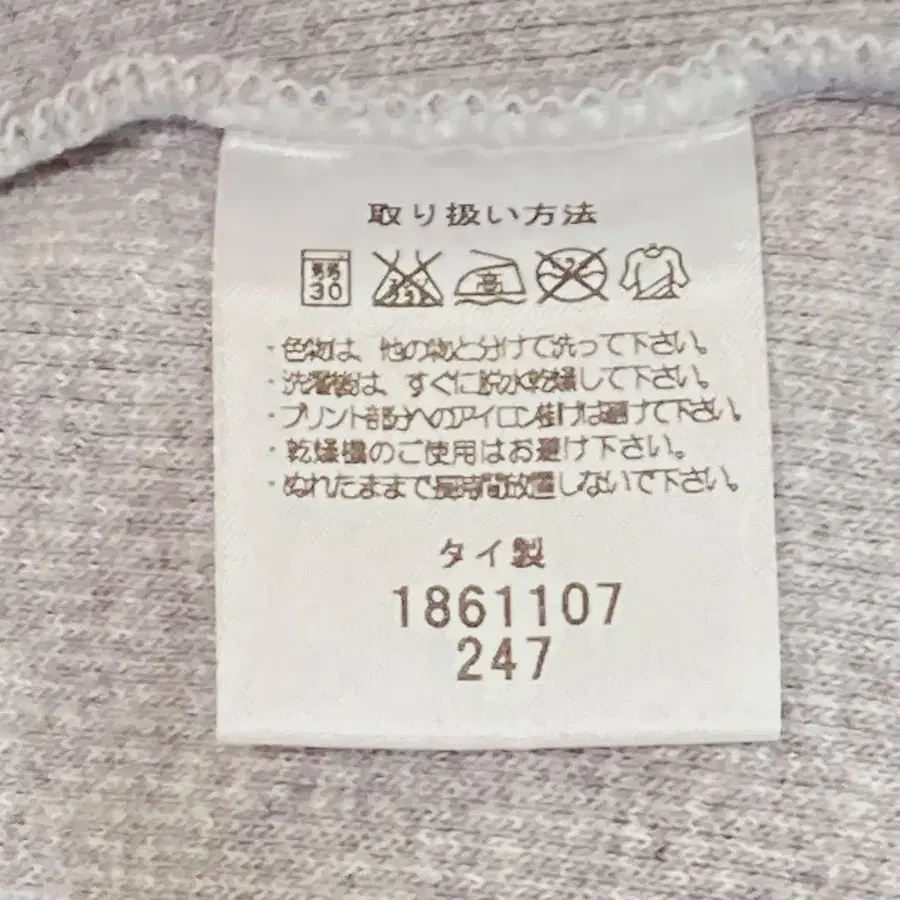 取り扱い方法
30 高
・色物は、他の物と分けて洗って下さい。
・洗濯後は、すぐに脱水乾燥して下さい。
・プリント部分へのアイロン掛けは避けて下さい。
・乾燥機のご使用はお避け下さい。
・ぬれたままで長時間放置しないで下さい。
タイ製
1861107
247